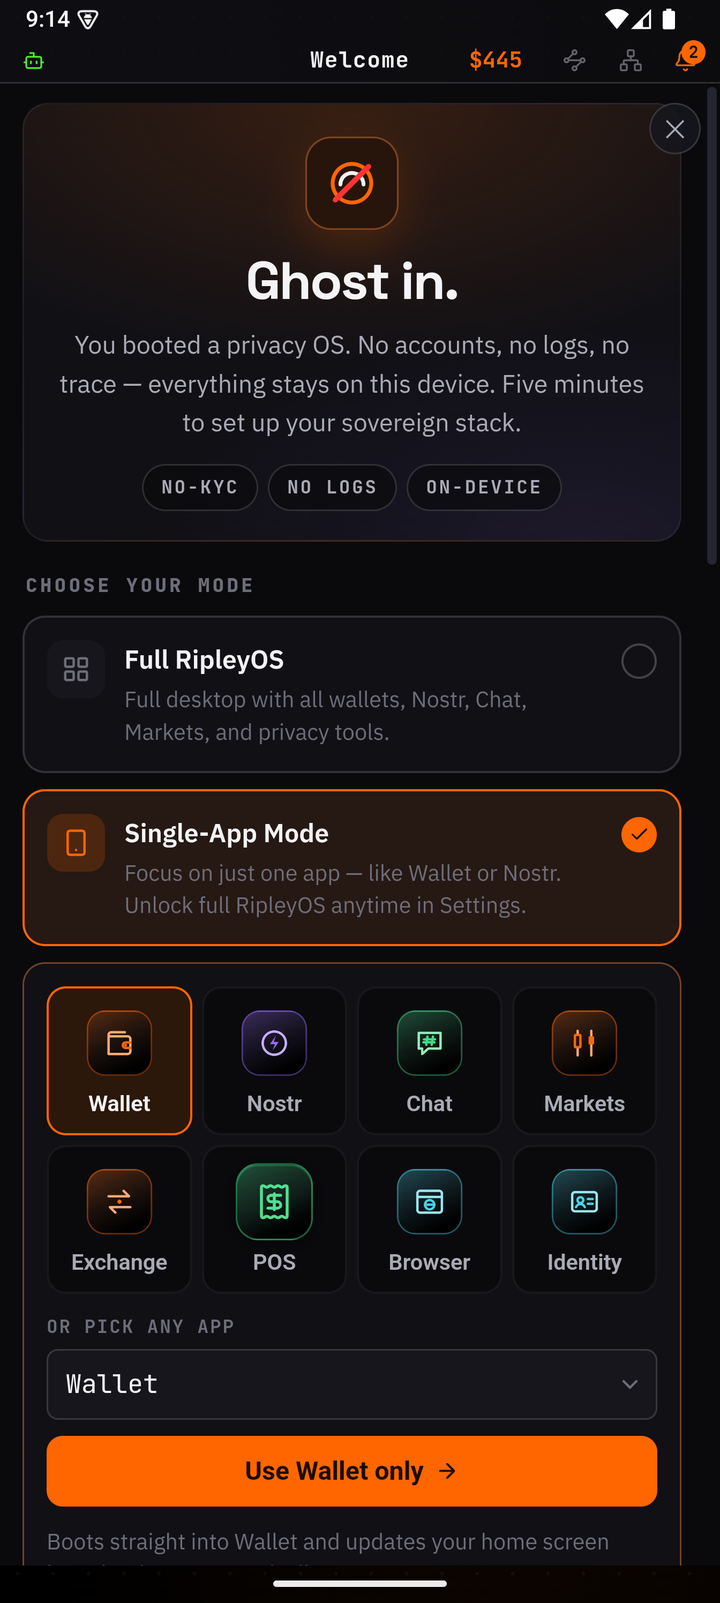 9:14
Welcome
$445
2
Ghost in.
You booted a privacy OS. No accounts, no logs, no
trace — everything stays on this device. Five minutes
to set up your sovereign stack.
NO-KYC
NO LOGS
ON-DEVICE
CHOOSE YOUR MODE
Full RipleyOS
Full desktop with all wallets, Nostr, Chat,
Markets, and privacy tools.
Single-App Mode
Focus on just one app — like Wallet or Nostr.
Unlock full RipleyOS anytime in Settings.
Wallet
Nostr
Chat
Markets
Exchange
POS
Browser
Identity
OR PICK ANY APP
Wallet
Use Wallet only →
Boots straight into Wallet and updates your home screen